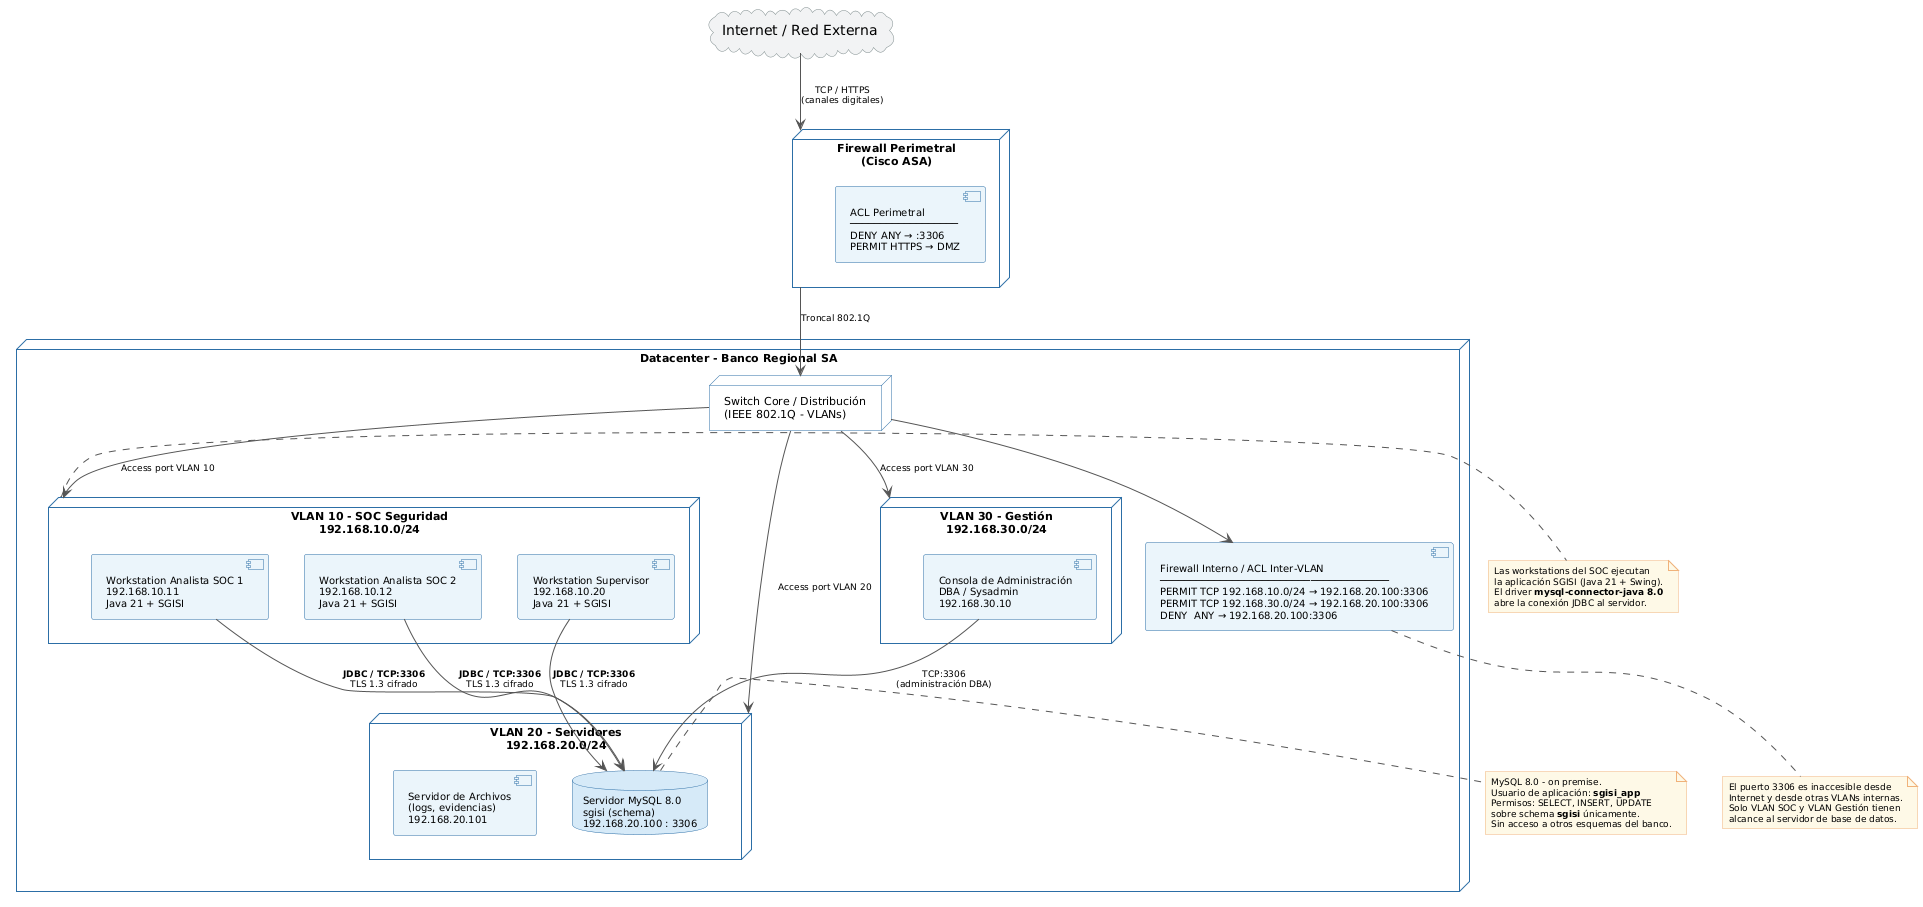 Internet / Red Externa
TCP / HTTPS
(canales digitales)
Firewall Perimetral
(Cisco ASA)
ACL Perimetral
DENY ANY → :3306
PERMIT HTTPS → DMZ
Troncal 802.1Q
Datacenter - Banco Regional SA
Switch Core / Distribución
(IEEE 802.1Q - VLANs)
Access port VLAN 10
Access port VLAN 30
VLAN 10 - SOC Seguridad
192.168.10.0/24
Workstation Analista SOC 1
192.168.10.11
Java 21 + SGISI
Workstation Analista SOC 2
192.168.10.12
Java 21 + SGISI
Workstation Supervisor
192.168.10.20
Java 21 + SGISI
Access port VLAN 20
VLAN 30 - Gestión
192.168.30.0/24
Consola de Administración
DBA / Sysadmin
192.168.30.10
Firewall Interno / ACL Inter-VLAN
PERMIT TCP 192.168.10.0/24 → 192.168.20.100:3306
PERMIT TCP 192.168.30.0/24 → 192.168.20.100:3306
DENY  ANY → 192.168.20.100:3306
Las workstations del SOC ejecutan
la aplicación SGISI (Java 21 + Swing).
El driver mysql-connector-java 8.0
abre la conexión JDBC al servidor.
JDBC / TCP:3306
TLS 1.3 cifrado
JDBC / TCP:3306
TLS 1.3 cifrado
JDBC / TCP:3306
TLS 1.3 cifrado
TCP:3306
(administración DBA)
VLAN 20 - Servidores
192.168.20.0/24
Servidor de Archivos
(logs, evidencias)
192.168.20.101
Servidor MySQL 8.0
sgisi (schema)
192.168.20.100 : 3306
MySQL 8.0 - on premise.
Usuario de aplicación: sgisi_app
Permisos: SELECT, INSERT, UPDATE
sobre schema sgisi únicamente.
Sin acceso a otros esquemas del banco.
El puerto 3306 es inaccesible desde
Internet y desde otras VLANs internas.
Solo VLAN SOC y VLAN Gestión tienen
alcance al servidor de base de datos.